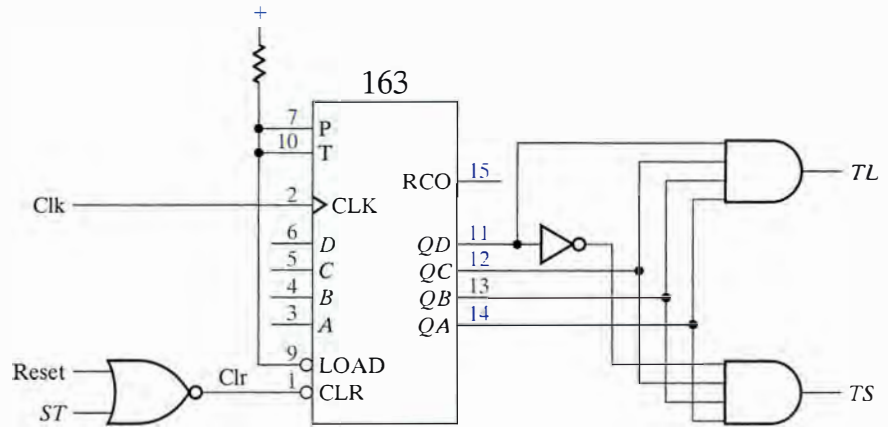 +
163
7 P
10 T
RCO 15
TL
Clk 2 CLK
6 D
QD 11
5 C
QC 12
4 B
QB 13
3 A
QA 14
9 LOAD
Reset
Clr 1 CLR
ST
TS